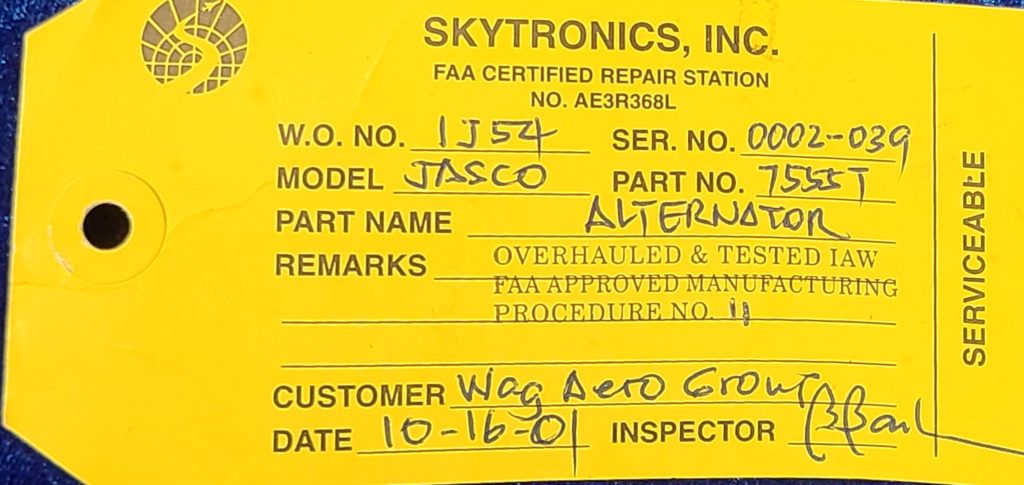 SKYTRONICS, INC.
FAA CERTIFIED REPAIR STATION
NO. AE3R368L
W.O. NO. 1J54 SER. NO. 0002-039
MODEL JASCO PART NO. 7555T
PART NAME ALTERNATOR
REMARKS OVERHAULED & TESTED IAW
FAA APPROVED MANUFACTURING
PROCEDURE NO. 11
CUSTOMER Wag Aero Group
DATE 10-16-01 INSPECTOR
SERVICEABLE